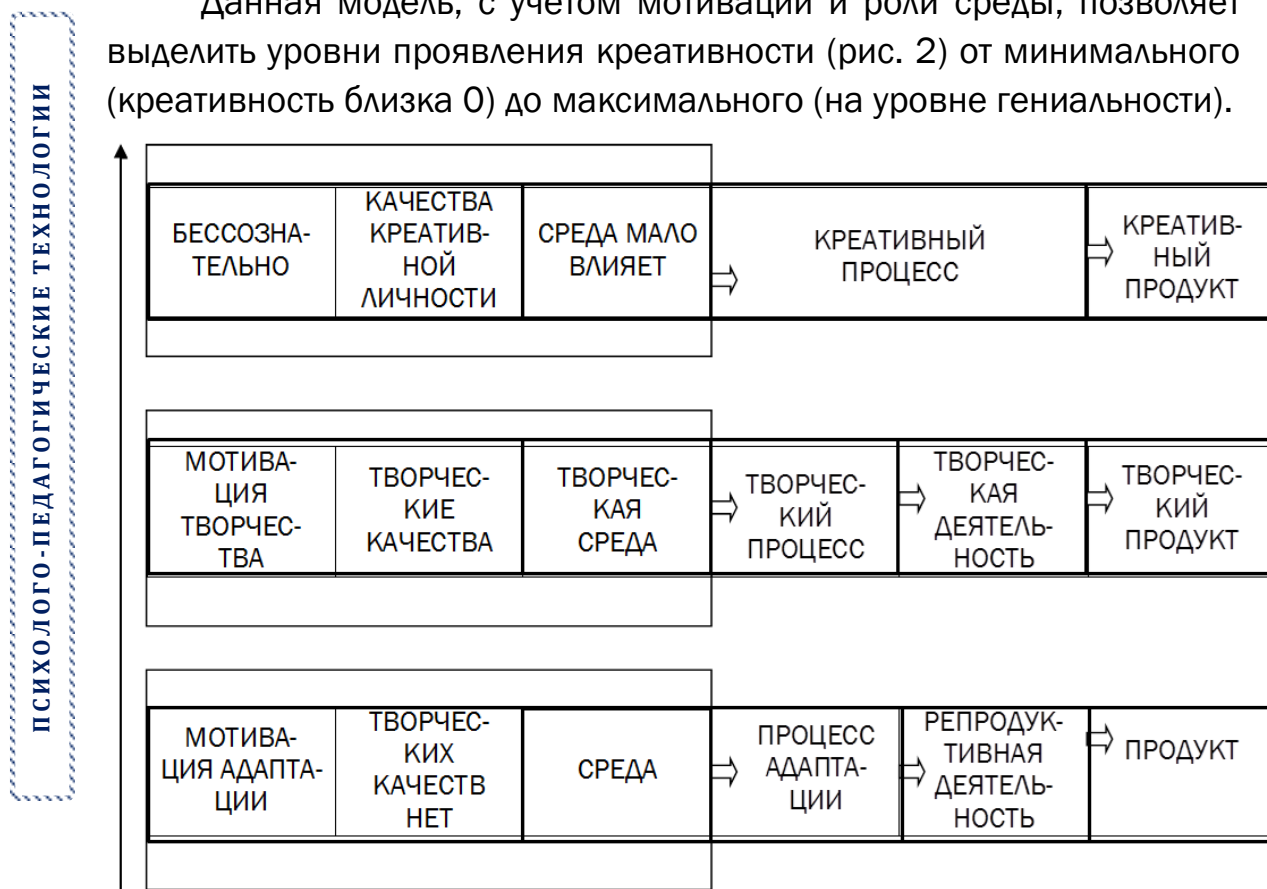 Данная модель, с учетом мотивации и роли среды, позволяет
выделить уровни проявления креативности (рис. 2) от минимального
(креативность близка 0) до максимального (на уровне гениальности).
ПСИХОЛОГО-ПЕДАГОГИЧЕСКИЕ ТЕХНОЛОГИИ
БЕССОЗНА-
ТЕЛЬНО
КАЧЕСТВА
КРЕАТИВ-
НОЙ
ЛИЧНОСТИ
СРЕДА МАЛО
ВЛИЯЕТ
КРЕАТИВНЫЙ
ПРОЦЕСС
КРЕАТИВ-
НЫЙ
ПРОДУКТ
МОТИВА-
ЦИЯ
ТВОРЧЕС-
ТВА
ТВОРЧЕС-
КИЕ
КАЧЕСТВА
ТВОРЧЕС-
КАЯ
СРЕДА
ТВОРЧЕС-
КИЙ
ПРОЦЕСС
ТВОРЧЕС-
КАЯ
ДЕЯТЕЛЬ-
НОСТЬ
ТВОРЧЕС-
КИЙ
ПРОДУКТ
МОТИВА-
ЦИЯ АДАПТА-
ЦИИ
ТВОРЧЕС-
КИХ
КАЧЕСТВ
НЕТ
СРЕДА
ПРОЦЕСС
АДАПТА-
ЦИИ
РЕПРОДУК-
ТИВНАЯ
ДЕЯТЕЛЬ-
НОСТЬ
ПРОДУКТ